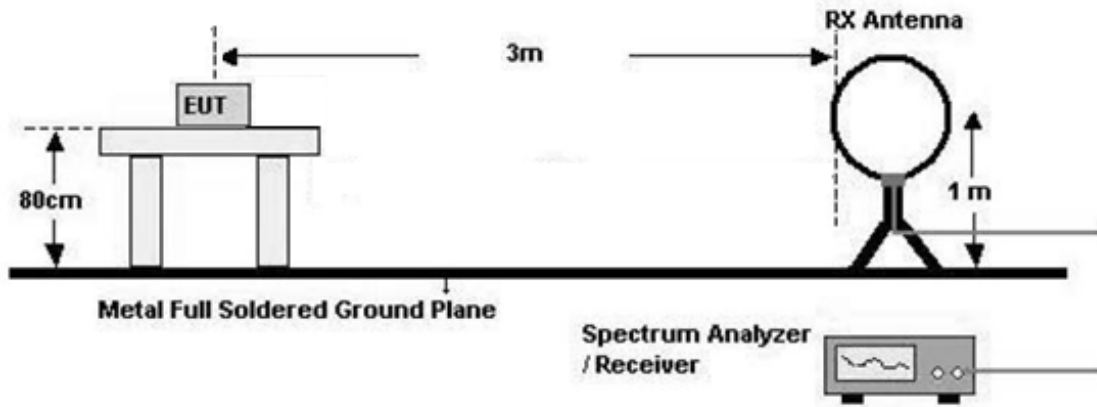 RX Antenna
3m
EUT
80cm
1 m
Metal Full Soldered Ground Plane
Spectrum Analyzer
/ Receiver